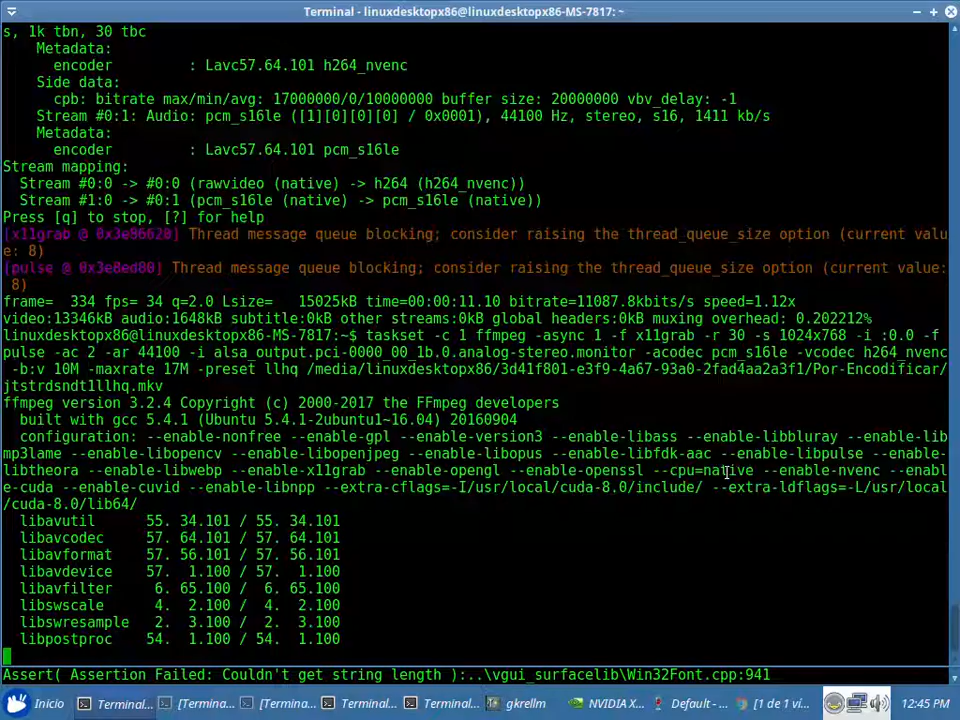 Terminal - linuxdesktopx86@linuxdesktopx86-MS-7817: ~
s, 1k tbn, 30 tbc
Metadata:
encoder : Lavc57.64.101 h264_nvenc
Side data:
cpb: bitrate max/min/avg: 17000000/0/10000000 buffer size: 20000000 vbv_delay: -1
Stream #0:1: Audio: pcm_s16le ([1][0][0][0] / 0x0001), 44100 Hz, stereo, s16, 1411 kb/s
Metadata:
encoder : Lavc57.64.101 pcm_s16le
Stream mapping:
Stream #0:0 -> #0:0 (rawvideo (native) -> h264 (h264_nvenc))
Stream #1:0 -> #0:1 (pcm_s16le (native) -> pcm_s16le (native))
Press [q] to stop, [?] for help
[x11grab @ 0x3e86620] Thread message queue blocking; consider raising the thread_queue_size option (current valu
e: 8)
[pulse @ 0x3e8ed80] Thread message queue blocking; consider raising the thread_queue_size option (current value:
8)
frame= 334 fps= 34 q=2.0 Lsize= 15025kB time=00:00:11.10 bitrate=11087.8kbits/s speed=1.12x
video:13346kB audio:1648kB subtitle:0kB other streams:0kB global headers:0kB muxing overhead: 0.202212%
linuxdesktopx86@linuxdesktopx86-MS-7817:~$ taskset -c 1 ffmpeg -async 1 -f x11grab -r 30 -s 1024x768 -i :0.0 -f
pulse -ac 2 -ar 44100 -i alsa_output.pci-0000_00_1b.0.analog-stereo.monitor -acodec pcm_s16le -vcodec h264_nvenc
-b:v 10M -maxrate 17M -preset llhq /media/linuxdesktopx86/3d41f801-e3f9-4a67-93a0-2fad4aa2a3f1/Por-Encodificar/
jtstrdsndt1llhq.mkv
ffmpeg version 3.2.4 Copyright (c) 2000-2017 the FFmpeg developers
built with gcc 5.4.1 (Ubuntu 5.4.1-2ubuntu1~16.04) 20160904
configuration: --enable-nonfree --enable-gpl --enable-version3 --enable-libass --enable-libbluray --enable-lib
mp3lame --enable-libopencv --enable-libopenjpeg --enable-libopus --enable-libfdk-aac --enable-libpulse --enable-
libtheora --enable-libwebp --enable-x11grab --enable-opengl --enable-openssl --cpu=native --enable-nvenc --enabl
e-cuda --enable-cuvid --enable-libnpp --extra-cflags=-I/usr/local/cuda-8.0/include/ --extra-ldflags=-L/usr/local
/cuda-8.0/lib64/
libavutil 55. 34.101 / 55. 34.101
libavcodec 57. 64.101 / 57. 64.101
libavformat 57. 56.101 / 57. 56.101
libavdevice 57. 1.100 / 57. 1.100
libavfilter 6. 65.100 / 6. 65.100
libswscale 4. 2.100 / 4. 2.100
libswresample 2. 3.100 / 2. 3.100
libpostproc 54. 1.100 / 54. 1.100
Assert( Assertion Failed: Couldn't get string length ):..\vgui_surfacelib\Win32Font.cpp:941
Inicio Terminal... [Termina... [Termina... Terminal... Terminal... gkrellm NVIDIA X... Default -... [1 de 1 ví... 12:45 PM